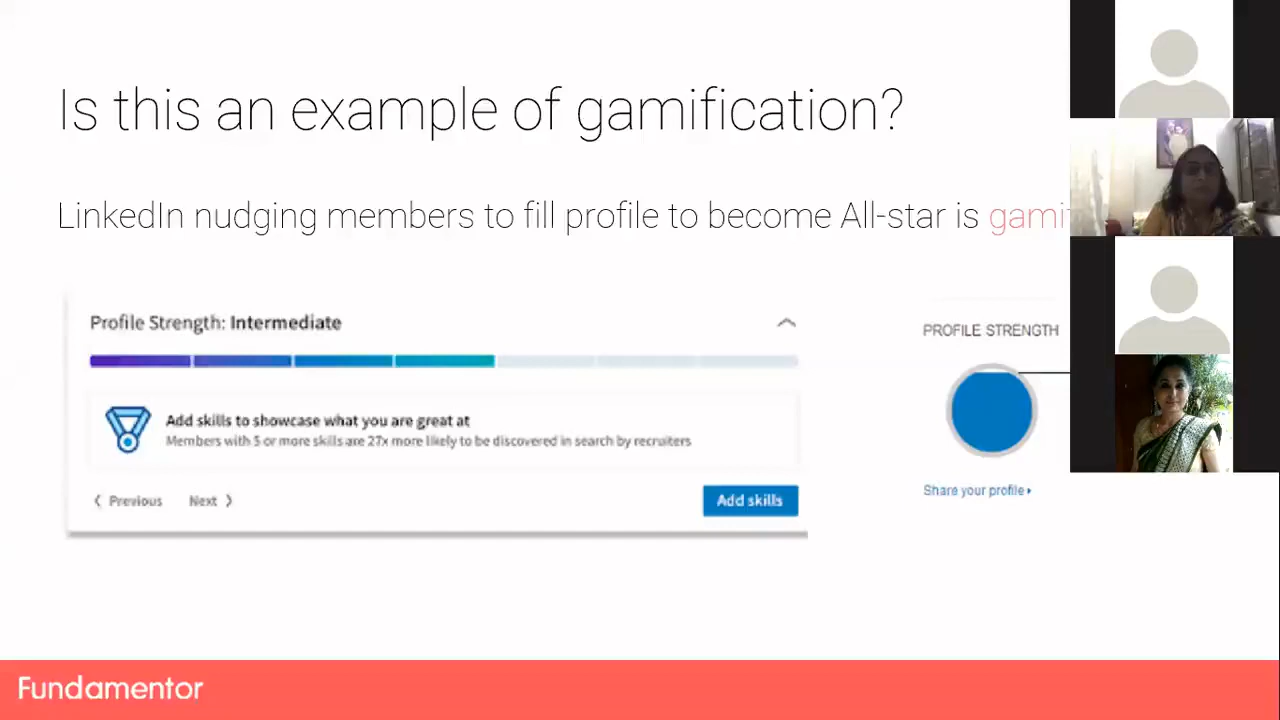 Is this an example of gamification?
LinkedIn nudging members to fill profile to become All-star is
Profile Strength: Intermediate
Add skills to showcase what you are great at
Members with 5 or more skills are 27x more likely to be discovered in search by recruiters
Previous Next
Add skills
PROFILE STRENGTH
Share your profile
Fundamentor